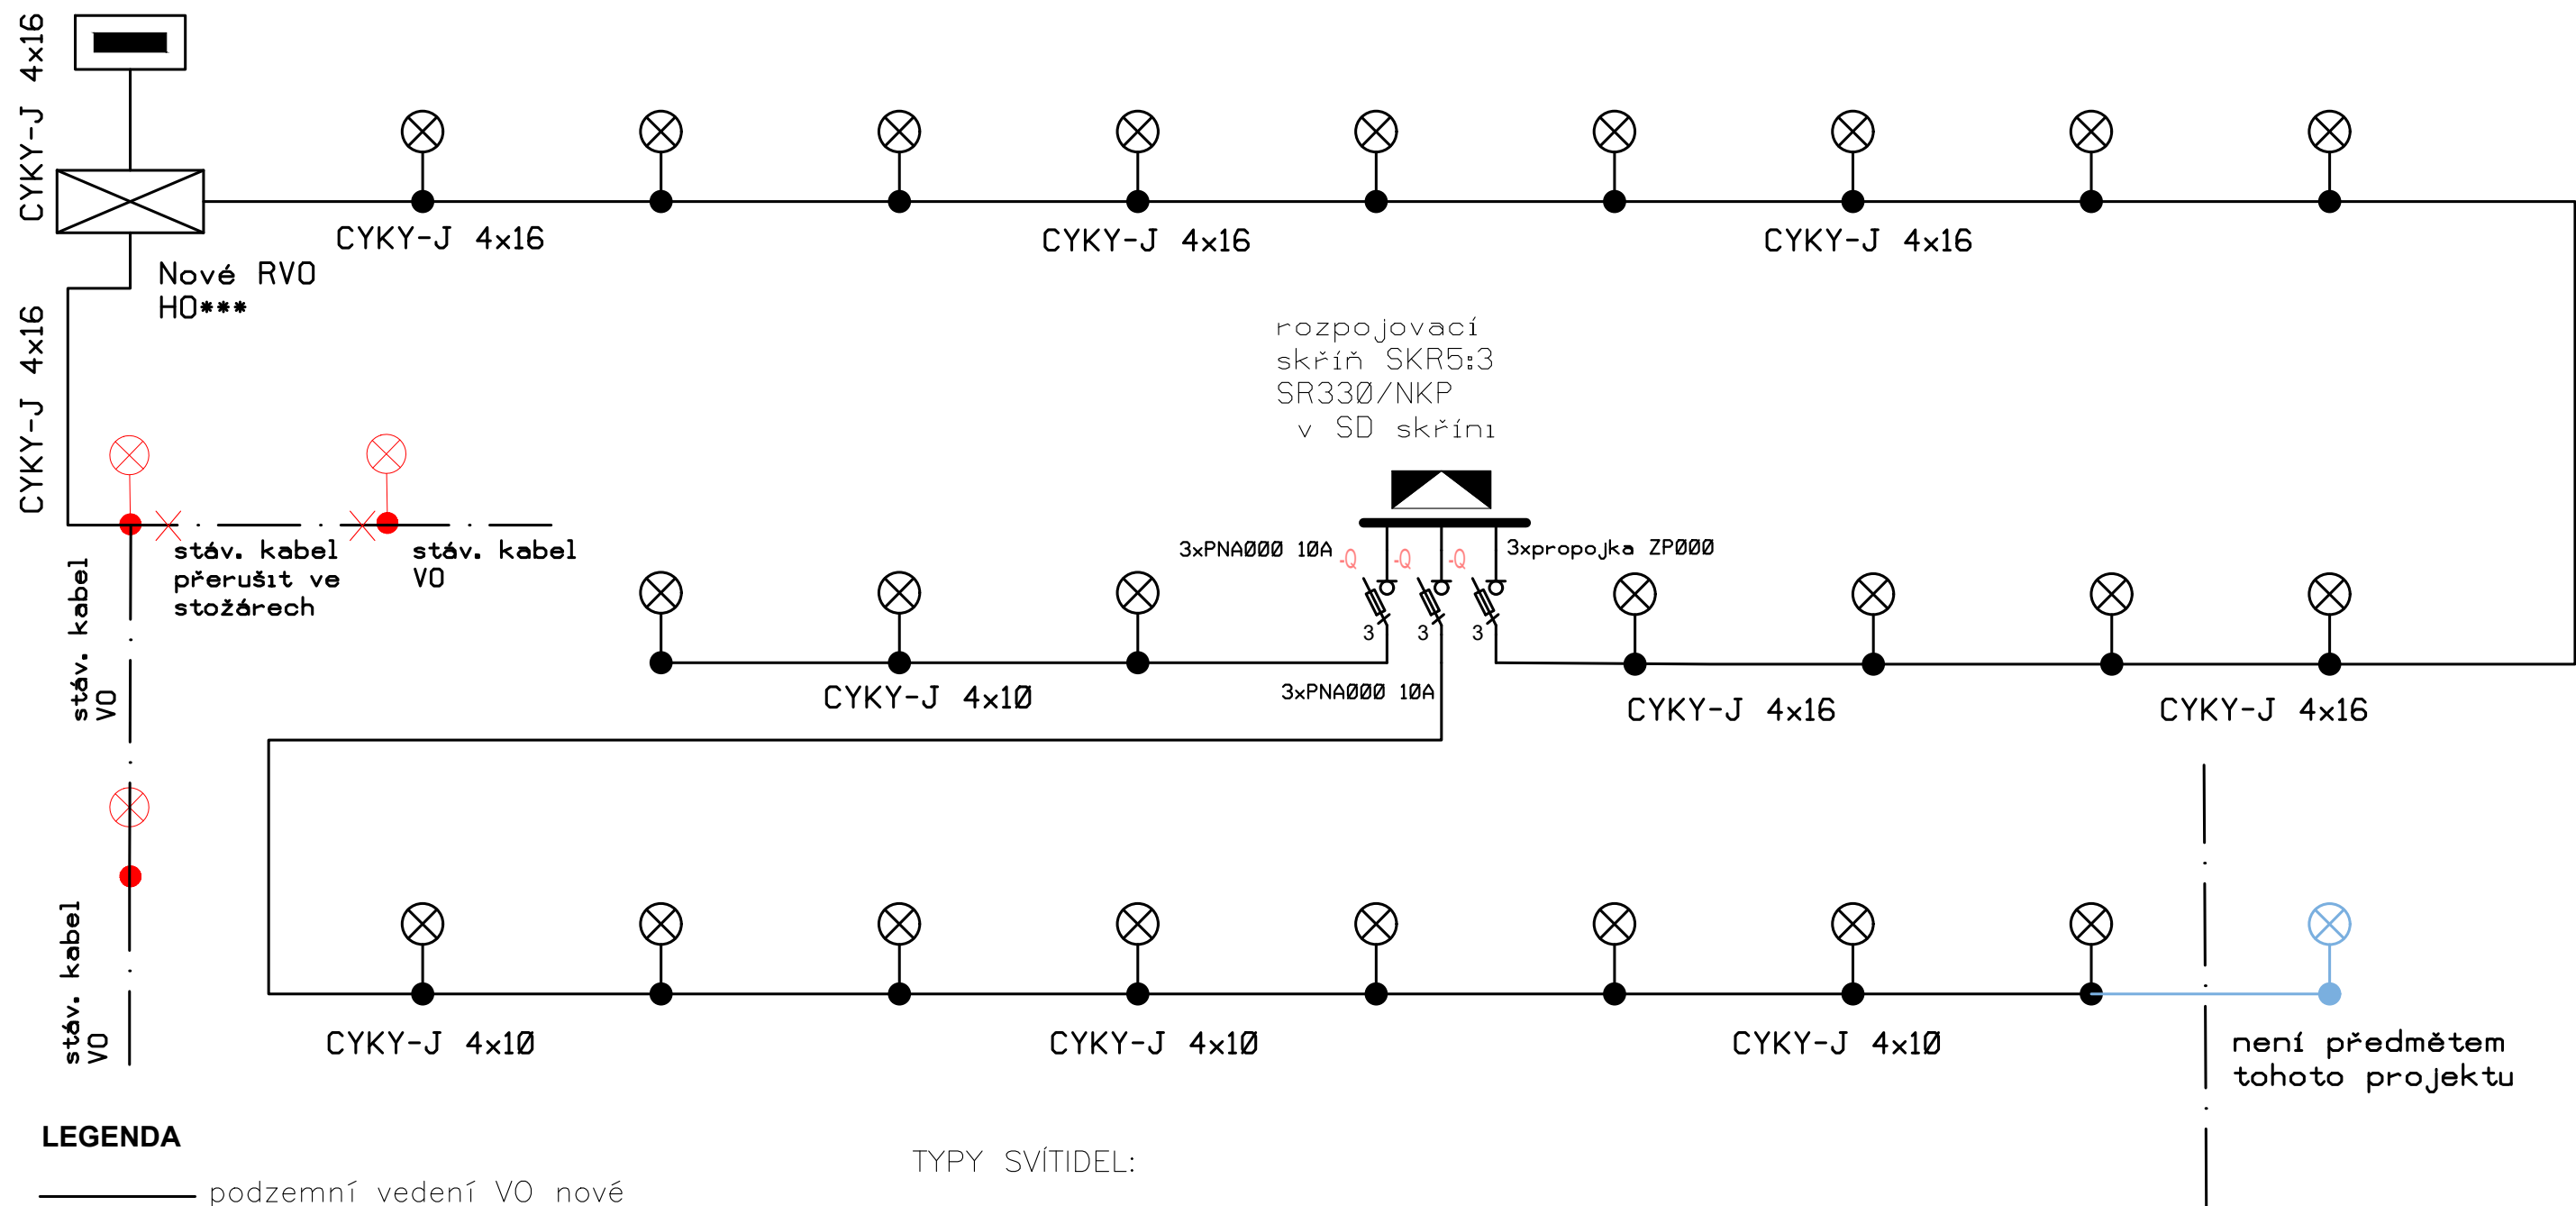 CYKY-J 4x16
CYKY-J 4x16 CYKY-J 4x16 CYKY-J 4x16
Nové RVO
HO***
CYKY-J 4x16
rozpojovací
skříň SKR5:3
SR330/NKP
v SD skříni
stáv. kabel
přerušit ve
stožárech
stáv. kabel
VO
3xPNA000 10A
-Q -Q -Q
3xpropojka ZP000
3 3 3
stáv. kabel
VO
CYKY-J 4x10
3xPNA000 10A
CYKY-J 4x16 CYKY-J 4x16
stáv. kabel
VO
CYKY-J 4x10 CYKY-J 4x10 CYKY-J 4x10
není předmětem
tohoto projektu
LEGENDA
TYPY SVÍTIDEL:
podzemní vedení VO nové